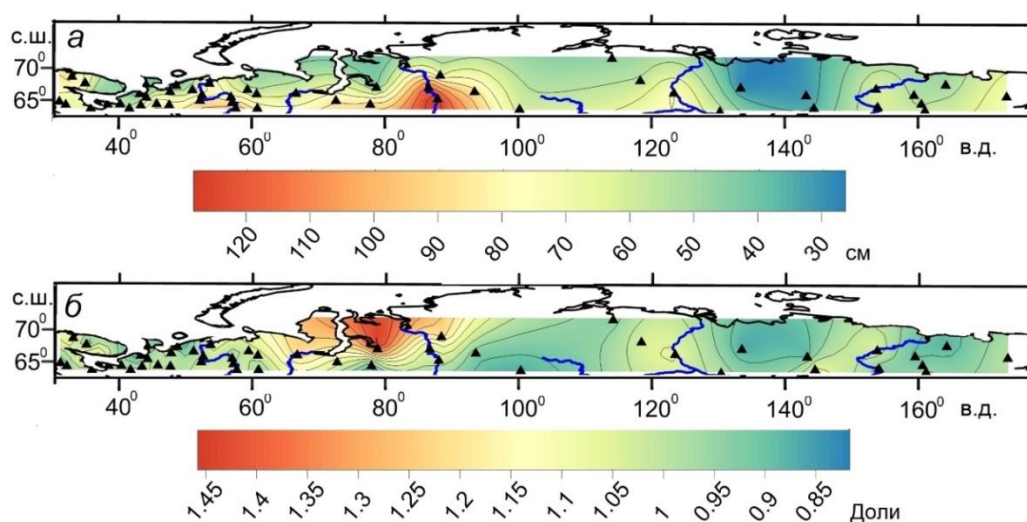 с.ш. а
70⁰
65⁰
40⁰ 60⁰ 80⁰ 100⁰ 120⁰ 140⁰ 160⁰ в.д.
120 110 100 90 80 70 60 50 40 30 см
с.ш. б
70⁰
65⁰
40⁰ 60⁰ 80⁰ 100⁰ 120⁰ 140⁰ 160⁰ в.д.
1.45 1.4 1.35 1.3 1.25 1.2 1.15 1.1 1.05 1 0.95 0.9 0.85 Доли